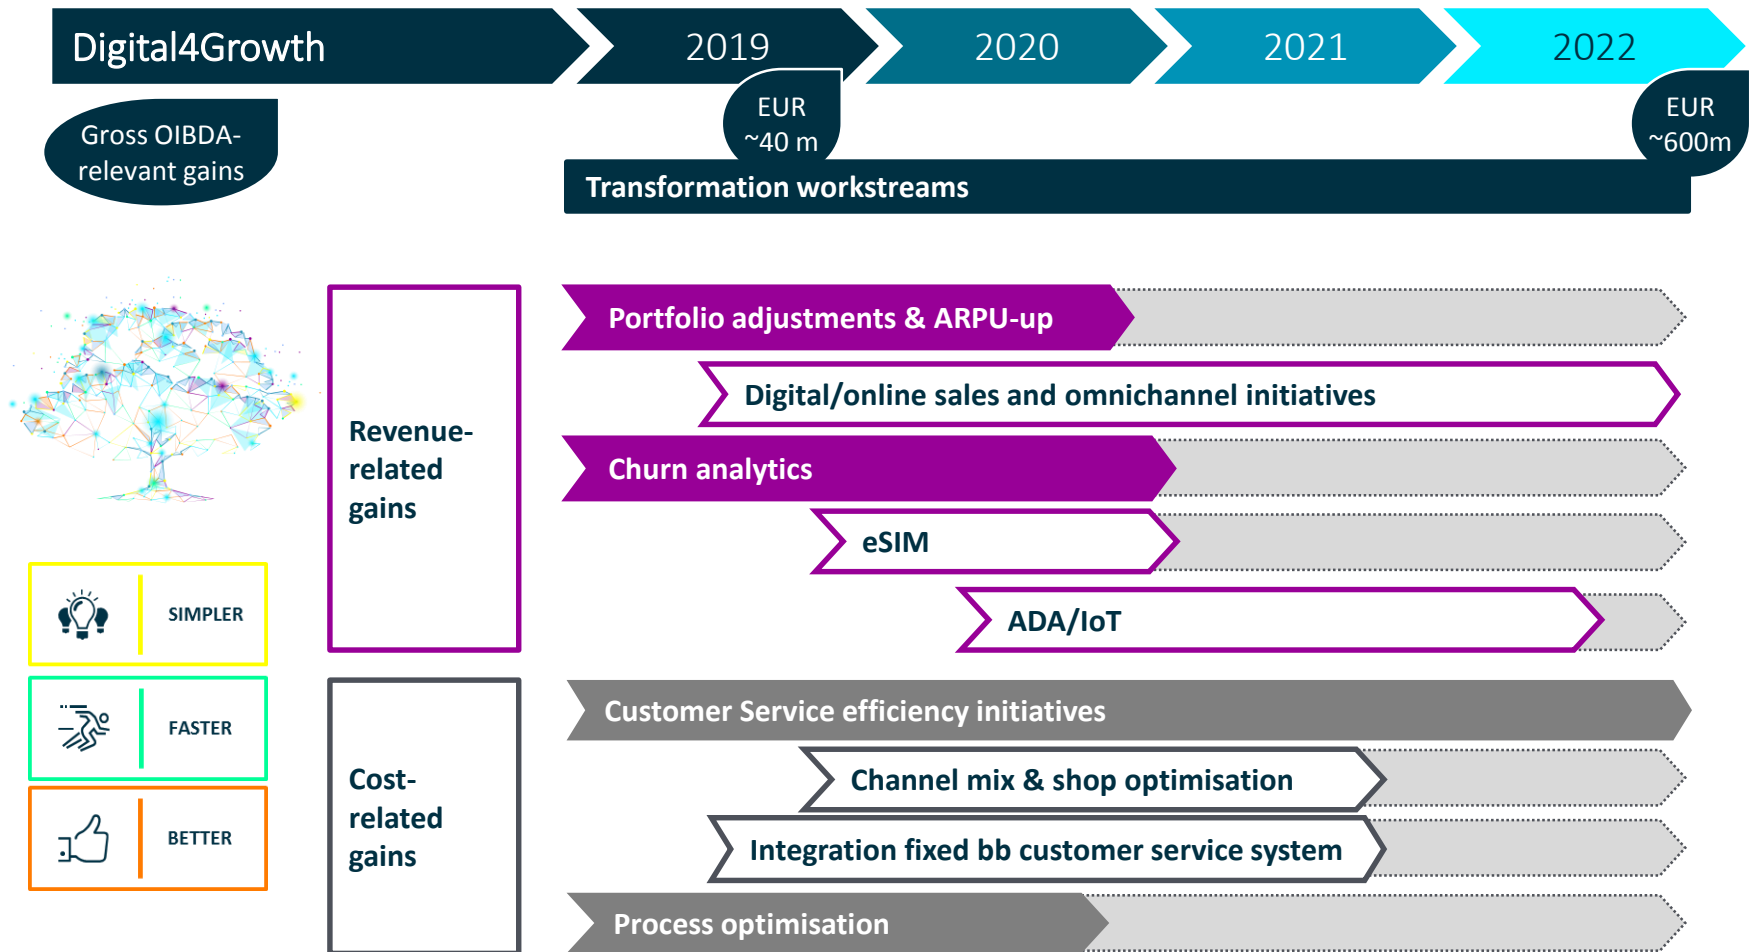 Digital4Growth
2019
2020
2021
2022
Gross OIBDA-
relevant gains
EUR
~40 m
EUR
~600m
Transformation workstreams
Revenue-
related
gains
Portfolio adjustments & ARPU-up
Digital/online sales and omnichannel initiatives
Churn analytics
eSIM
ADA/IoT
SIMPLER
FASTER
BETTER
Cost-
related
gains
Customer Service efficiency initiatives
Channel mix & shop optimisation
Integration fixed bb customer service system
Process optimisation